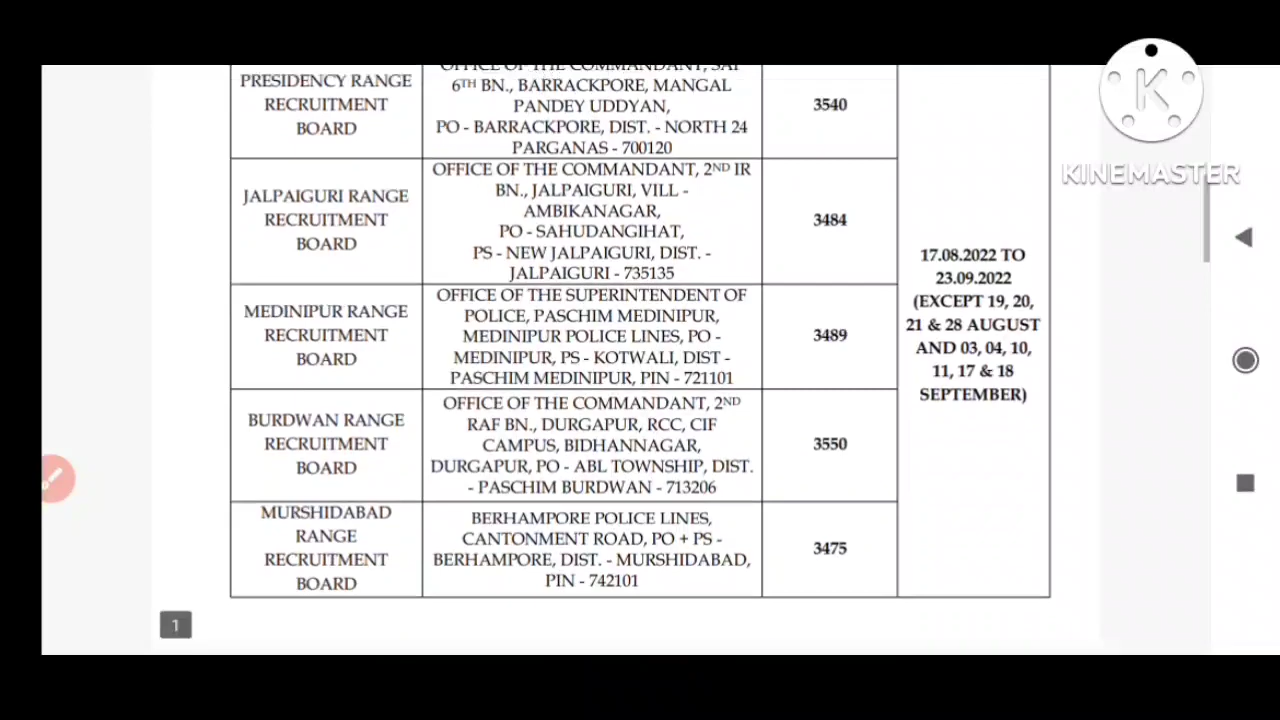 PRESIDENCY RANGE
RECRUITMENT
BOARD
OFFICE OF THE COMMANDANT, SAP
6TH BN., BARRACKPORE, MANGAL
PANDEY UDDYAN,
PO - BARRACKPORE, DIST. - NORTH 24
PARGANAS - 700120
3540
JALPAIGURI RANGE
RECRUITMENT
BOARD
OFFICE OF THE COMMANDANT, 2ND IR
BN., JALPAIGURI, VILL -
AMBIKANAGAR,
PO - SAHUDANGIHAT,
PS - NEW JALPAIGURI, DIST. -
JALPAIGURI - 735135
3484
MEDINIPUR RANGE
RECRUITMENT
BOARD
OFFICE OF THE SUPERINTENDENT OF
POLICE, PASCHIM MEDINIPUR,
MEDINIPUR POLICE LINES, PO -
MEDINIPUR, PS - KOTWALI, DIST -
PASCHIM MEDINIPUR, PIN - 721101
3489
BURDWAN RANGE
RECRUITMENT
BOARD
OFFICE OF THE COMMANDANT, 2ND
RAF BN., DURGAPUR, RCC, CIF
CAMPUS, BIDHANNAGAR,
DURGAPUR, PO - ABL TOWNSHIP, DIST.
- PASCHIM BURDWAN - 713206
3550
MURSHIDABAD
RANGE
RECRUITMENT
BOARD
BERHAMPORE POLICE LINES,
CANTONMENT ROAD, PO + PS -
BERHAMPORE, DIST. - MURSHIDABAD,
PIN - 742101
3475
17.08.2022 TO
23.09.2022
(EXCEPT 19, 20,
21 & 28 AUGUST
AND 03, 04, 10,
11, 17 & 18
SEPTEMBER)
1
K
KINEMASTER